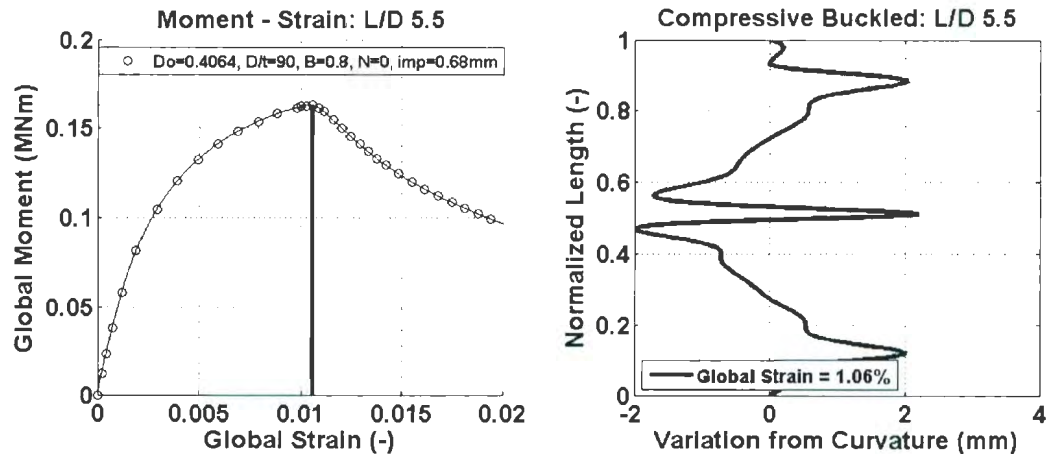 Moment - Strain: L/D 5.5
0.2
0.15
0.1
0.05
0
Global Moment (MNm)
Do=0.4064, D/t=90, B=0.8, N=0, imp=0.68mm
0
0.005
0.01
0.015
0.02
Global Strain (-)
Compressive Buckled: L/D 5.5
1
0.8
0.6
0.4
0.2
0
Normalized Length (-)
Global Strain = 1.06%
-2
0
2
4
Variation from Curvature (mm)